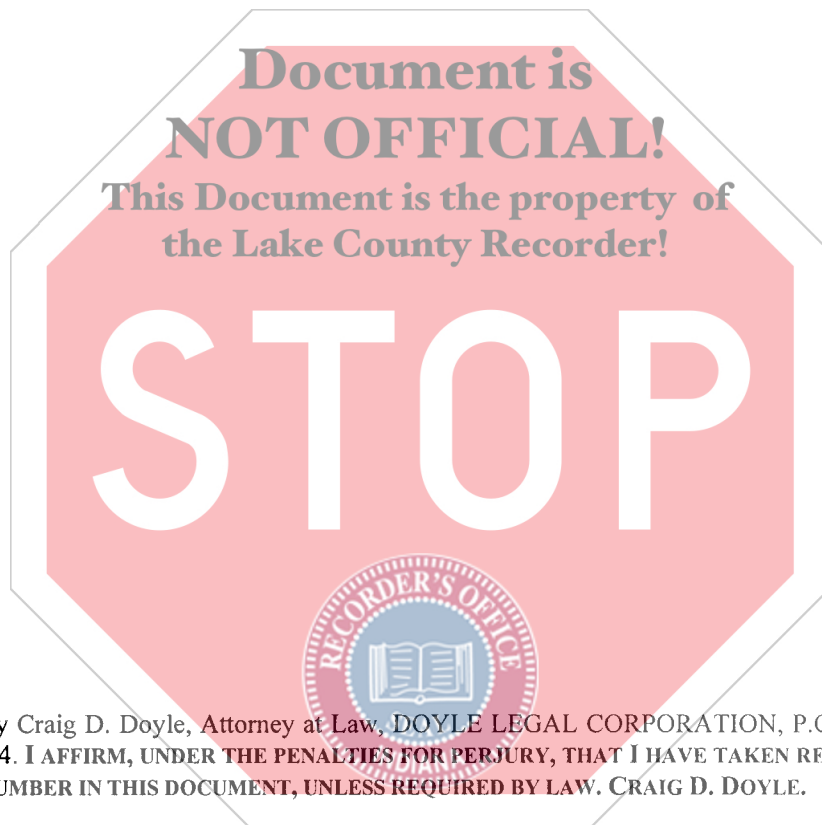 Document is
NOT OFFICIAL!
This Document is the property of
the Lake County Recorder!
STOP
RECORDER'S OFFICE
y Craig D. Doyle, Attorney at Law, DOYLE LEGAL CORPORATION, P.C
4. I AFFIRM, UNDER THE PENALTIES FOR PERJURY, THAT I HAVE TAKEN RE
UMBER IN THIS DOCUMENT, UNLESS REQUIRED BY LAW. CRAIG D. DOYLE.